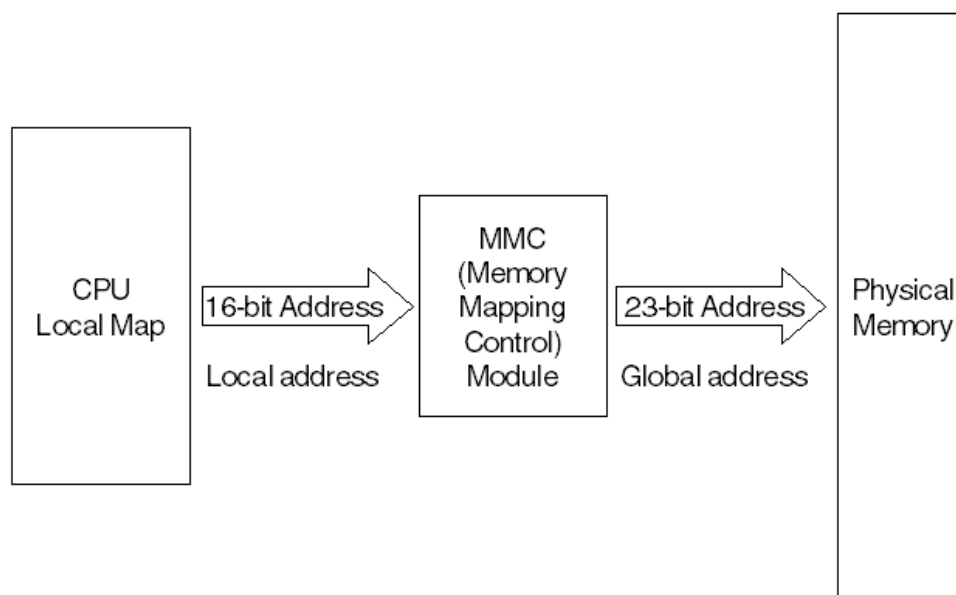 CPU
Local Map
16-bit Address
Local address
MMC
(Memory
Mapping
Control)
Module
23-bit Address
Global address
Physical
Memory